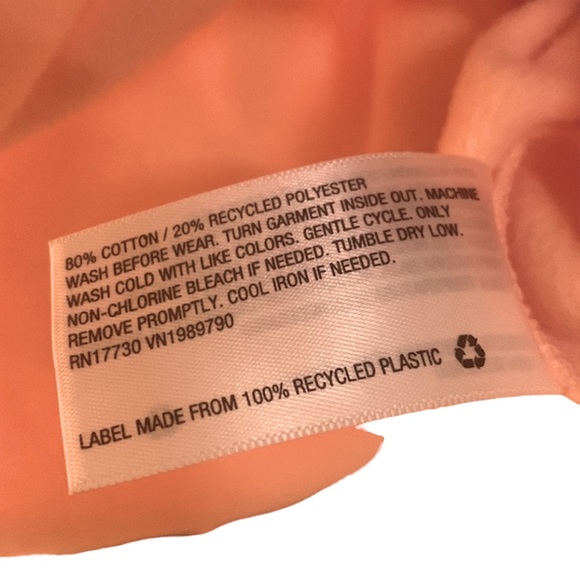 80% COTTON / 20% RECYCLED POLYESTER
WASH BEFORE WEAR. TURN GARMENT INSIDE OUT. MACHINE
WASH COLD WITH LIKE COLORS. GENTLE CYCLE. ONLY
NON-CHLORINE BLEACH IF NEEDED. TUMBLE DRY LOW.
REMOVE PROMPTLY. COOL IRON IF NEEDED.
RN17730 VN1989790
LABEL MADE FROM 100% RECYCLED PLASTIC